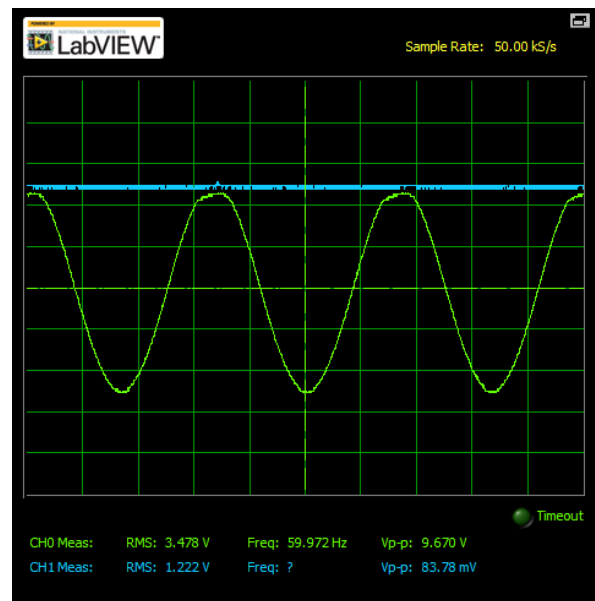 POWERED BY
NATIONAL INSTRUMENTS
LabVIEW
Sample Rate: 50.00 kS/s
Timeout
CH0 Meas: RMS: 3.478 V Freq: 59.972 Hz Vp-p: 9.670 V
CH1 Meas: RMS: 1.222 V Freq: ? Vp-p: 83.78 mV